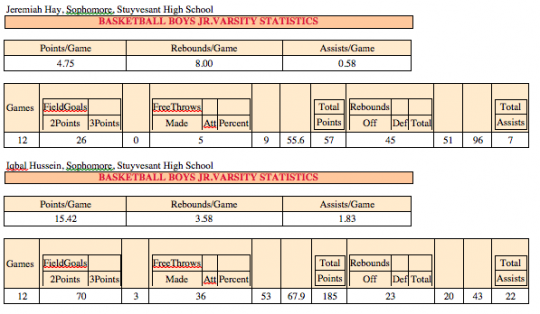 Jeremiah Hay, Sophomore, Stuyvesant High School
BASKETBALL BOYS JR.VARSITY STATISTICS
Points/Game Rebounds/Game Assists/Game
4.75 8.00 0.58
Games FieldGoals FreeThrows Total Rebounds Total
2Points 3Points Made Att Percent Points Off Def Total Assists
12 26 0 5 9 55.6 57 45 51 96 7
Iqbal Hussein, Sophomore, Stuyvesant High School
BASKETBALL BOYS JR.VARSITY STATISTICS
Points/Game Rebounds/Game Assists/Game
15.42 3.58 1.83
Games FieldGoals FreeThrows Total Rebounds Total
2Points 3Points Made Att Percent Points Off Def Total Assists
12 70 3 36 53 67.9 185 23 20 43 22